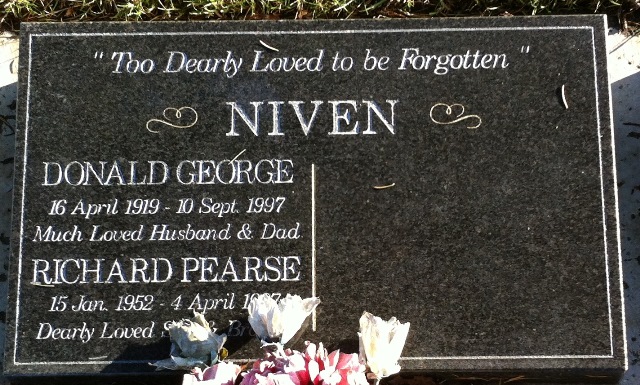 " Too Dearly Loved to be Forgotten "
NIVEN
DONALD GEORGE
16 April 1919 - 10 Sept. 1997
Much Loved Husband & Dad
RICHARD PEARSE
15 Jan. 1952 - 4 April
Dearly Loved